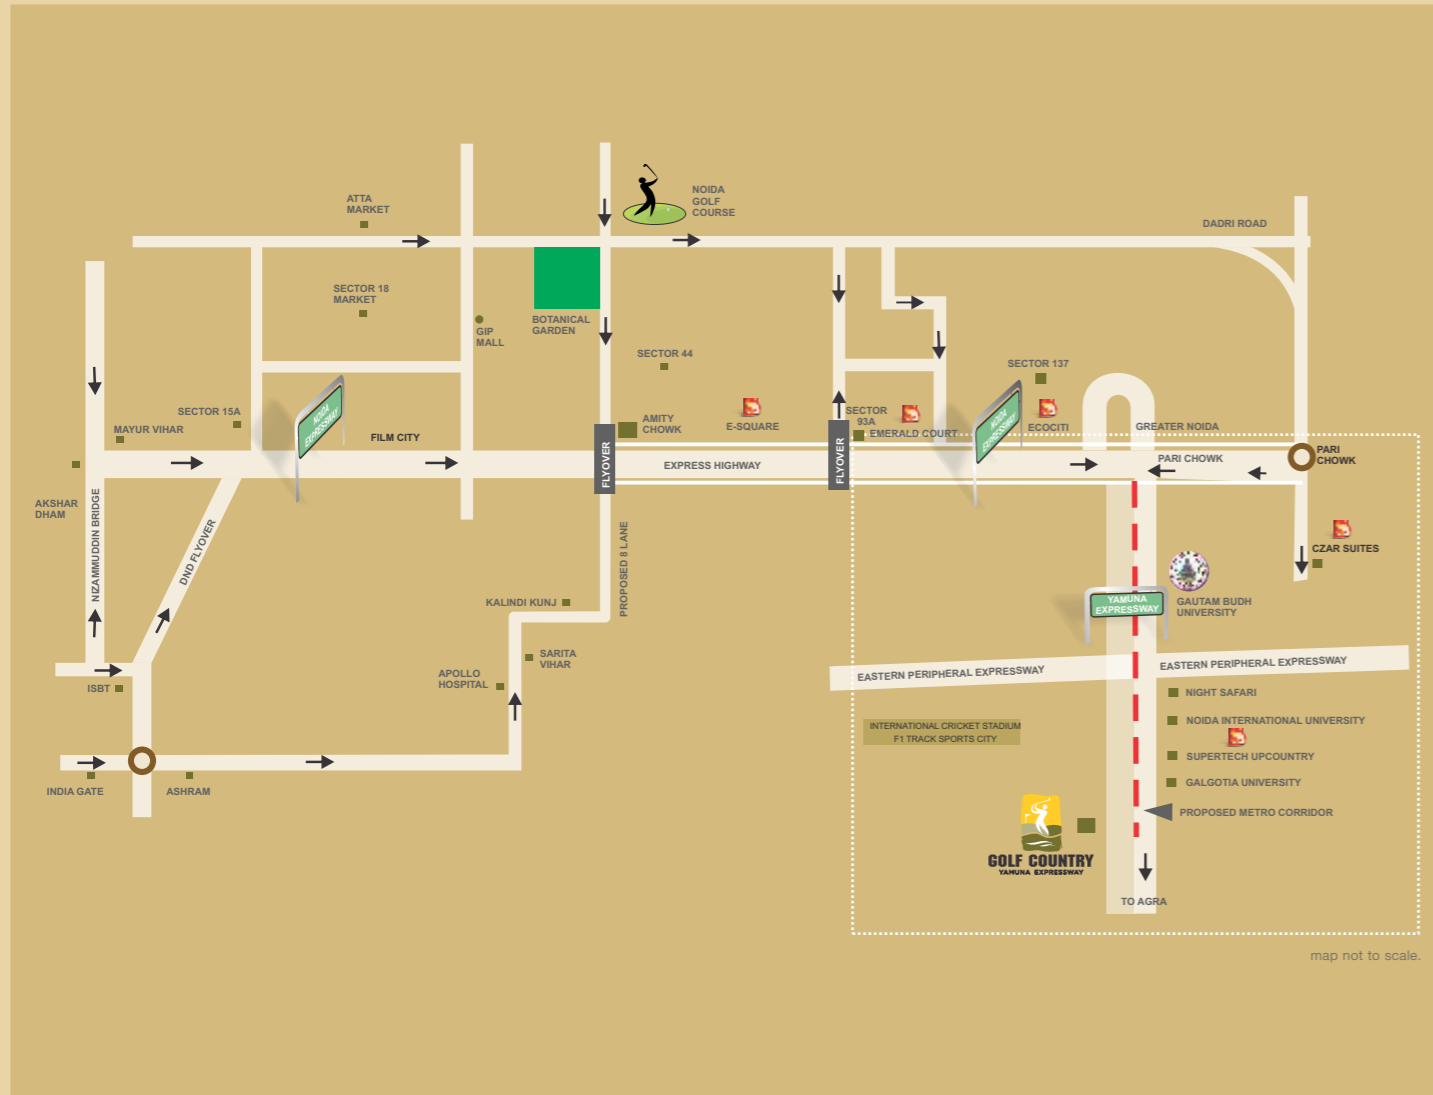 NOIDA
GOLF
COURSE
ATTA
MARKET
DADRI ROAD
SECTOR 18
MARKET
GIP
MALL
BOTANICAL
GARDEN
SECTOR 44
SECTOR 137
SECTOR 15A
MAYUR VIHAR
NOIDA
EXPRESSWAY
FILM CITY
AMITY
CHOWK
E-SQUARE
SECTOR
93A
EMERALD COURT
NOIDA
EXPRESSWAY
ECOCITI
GREATER NOIDA
PARI
CHOWK
PARI CHOWK
FLYOVER
EXPRESS HIGHWAY
FLYOVER
AKSHAR
DHAM
NIZAMMUDDIN BRIDGE
DND FLYOVER
PROPOSED 8 LANE
CZAR SUITES
KALINDI KUNJ
YAMUNA
EXPRESSWAY
GAUTAM BUDH
UNIVERSITY
SARITA
VIHAR
APOLLO
HOSPITAL
ISBT
EASTERN PERIPHERAL EXPRESSWAY
EASTERN PERIPHERAL EXPRESSWAY
NIGHT SAFARI
INTERNATIONAL CRICKET STADIUM
F1 TRACK SPORTS CITY
NOIDA INTERNATIONAL UNIVERSITY
SUPERTECH UPCOUNTRY
GALGOTIA UNIVERSITY
INDIA GATE
ASHRAM
PROPOSED METRO CORRIDOR
GOLF COUNTRY
YAMUNA EXPRESSWAY
TO AGRA
map not to scale.